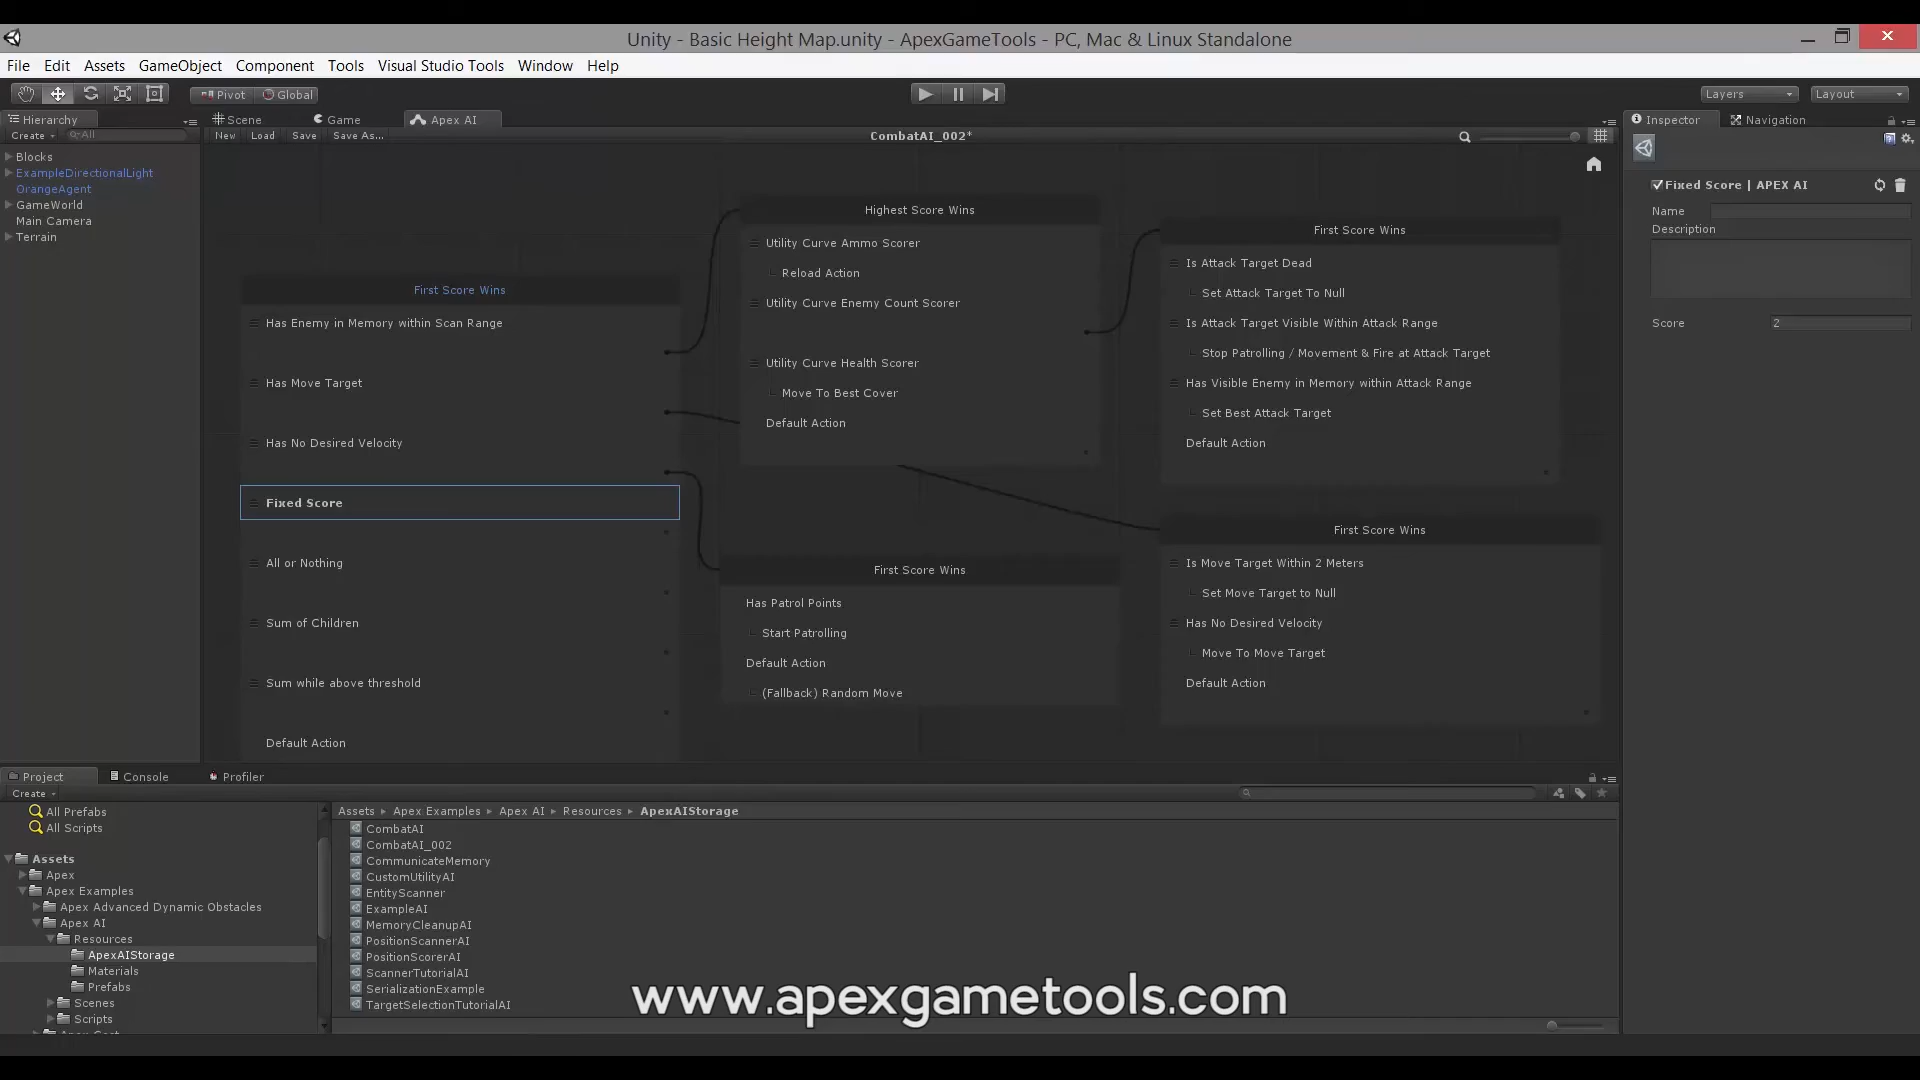 Unity - Basic Height Map.unity - ApexGameTools - PC, Mac & Linux Standalone
File Edit Assets GameObject Component Tools Visual Studio Tools Window Help
Pivot Global Layers Layout
Hierarchy Scene Game Apex AI Inspector Navigation
Create All New Load Save Save As... CombatAI_002*
Blocks
ExampleDirectionalLight
OrangeAgent
GameWorld
Main Camera
Terrain
First Score Wins
Has Enemy in Memory within Scan Range
Has Move Target
Has No Desired Velocity
Fixed Score
All or Nothing
Sum of Children
Sum while above threshold
Default Action
Highest Score Wins
Utility Curve Ammo Scorer
Reload Action
Utility Curve Enemy Count Scorer
Utility Curve Health Scorer
Move To Best Cover
Default Action
First Score Wins
Has Patrol Points
Start Patrolling
Default Action
(Fallback) Random Move
First Score Wins
Is Attack Target Dead
Set Attack Target To Null
Is Attack Target Visible Within Attack Range
Stop Patrolling / Movement & Fire at Attack Target
Has Visible Enemy in Memory within Attack Range
Set Best Attack Target
Default Action
First Score Wins
Is Move Target Within 2 Meters
Set Move Target to Null
Has No Desired Velocity
Move To Move Target
Default Action
Fixed Score | APEX AI
Name
Description
Score 2
Project Console Profiler
Create
All Prefabs
All Scripts
Assets
Apex
Apex Examples
Apex Advanced Dynamic Obstacles
Apex AI
Resources
ApexAIStorage
Materials
Prefabs
Scenes
Scripts
Assets Apex Examples Apex AI Resources ApexAIStorage
CombatAI
CombatAI_002
CommunicateMemory
CustomUtilityAI
EntityScanner
ExampleAI
MemoryCleanupAI
PositionScannerAI
PositionScorerAI
ScannerTutorialAI
SerializationExample
TargetSelectionTutorialAI
www.apexgametools.com